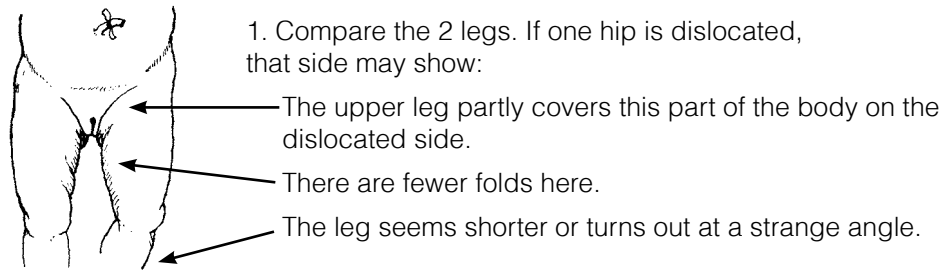 1. Compare the 2 legs. If one hip is dislocated,
that side may show:
The upper leg partly covers this part of the body on the
dislocated side.
There are fewer folds here.
The leg seems shorter or turns out at a strange angle.